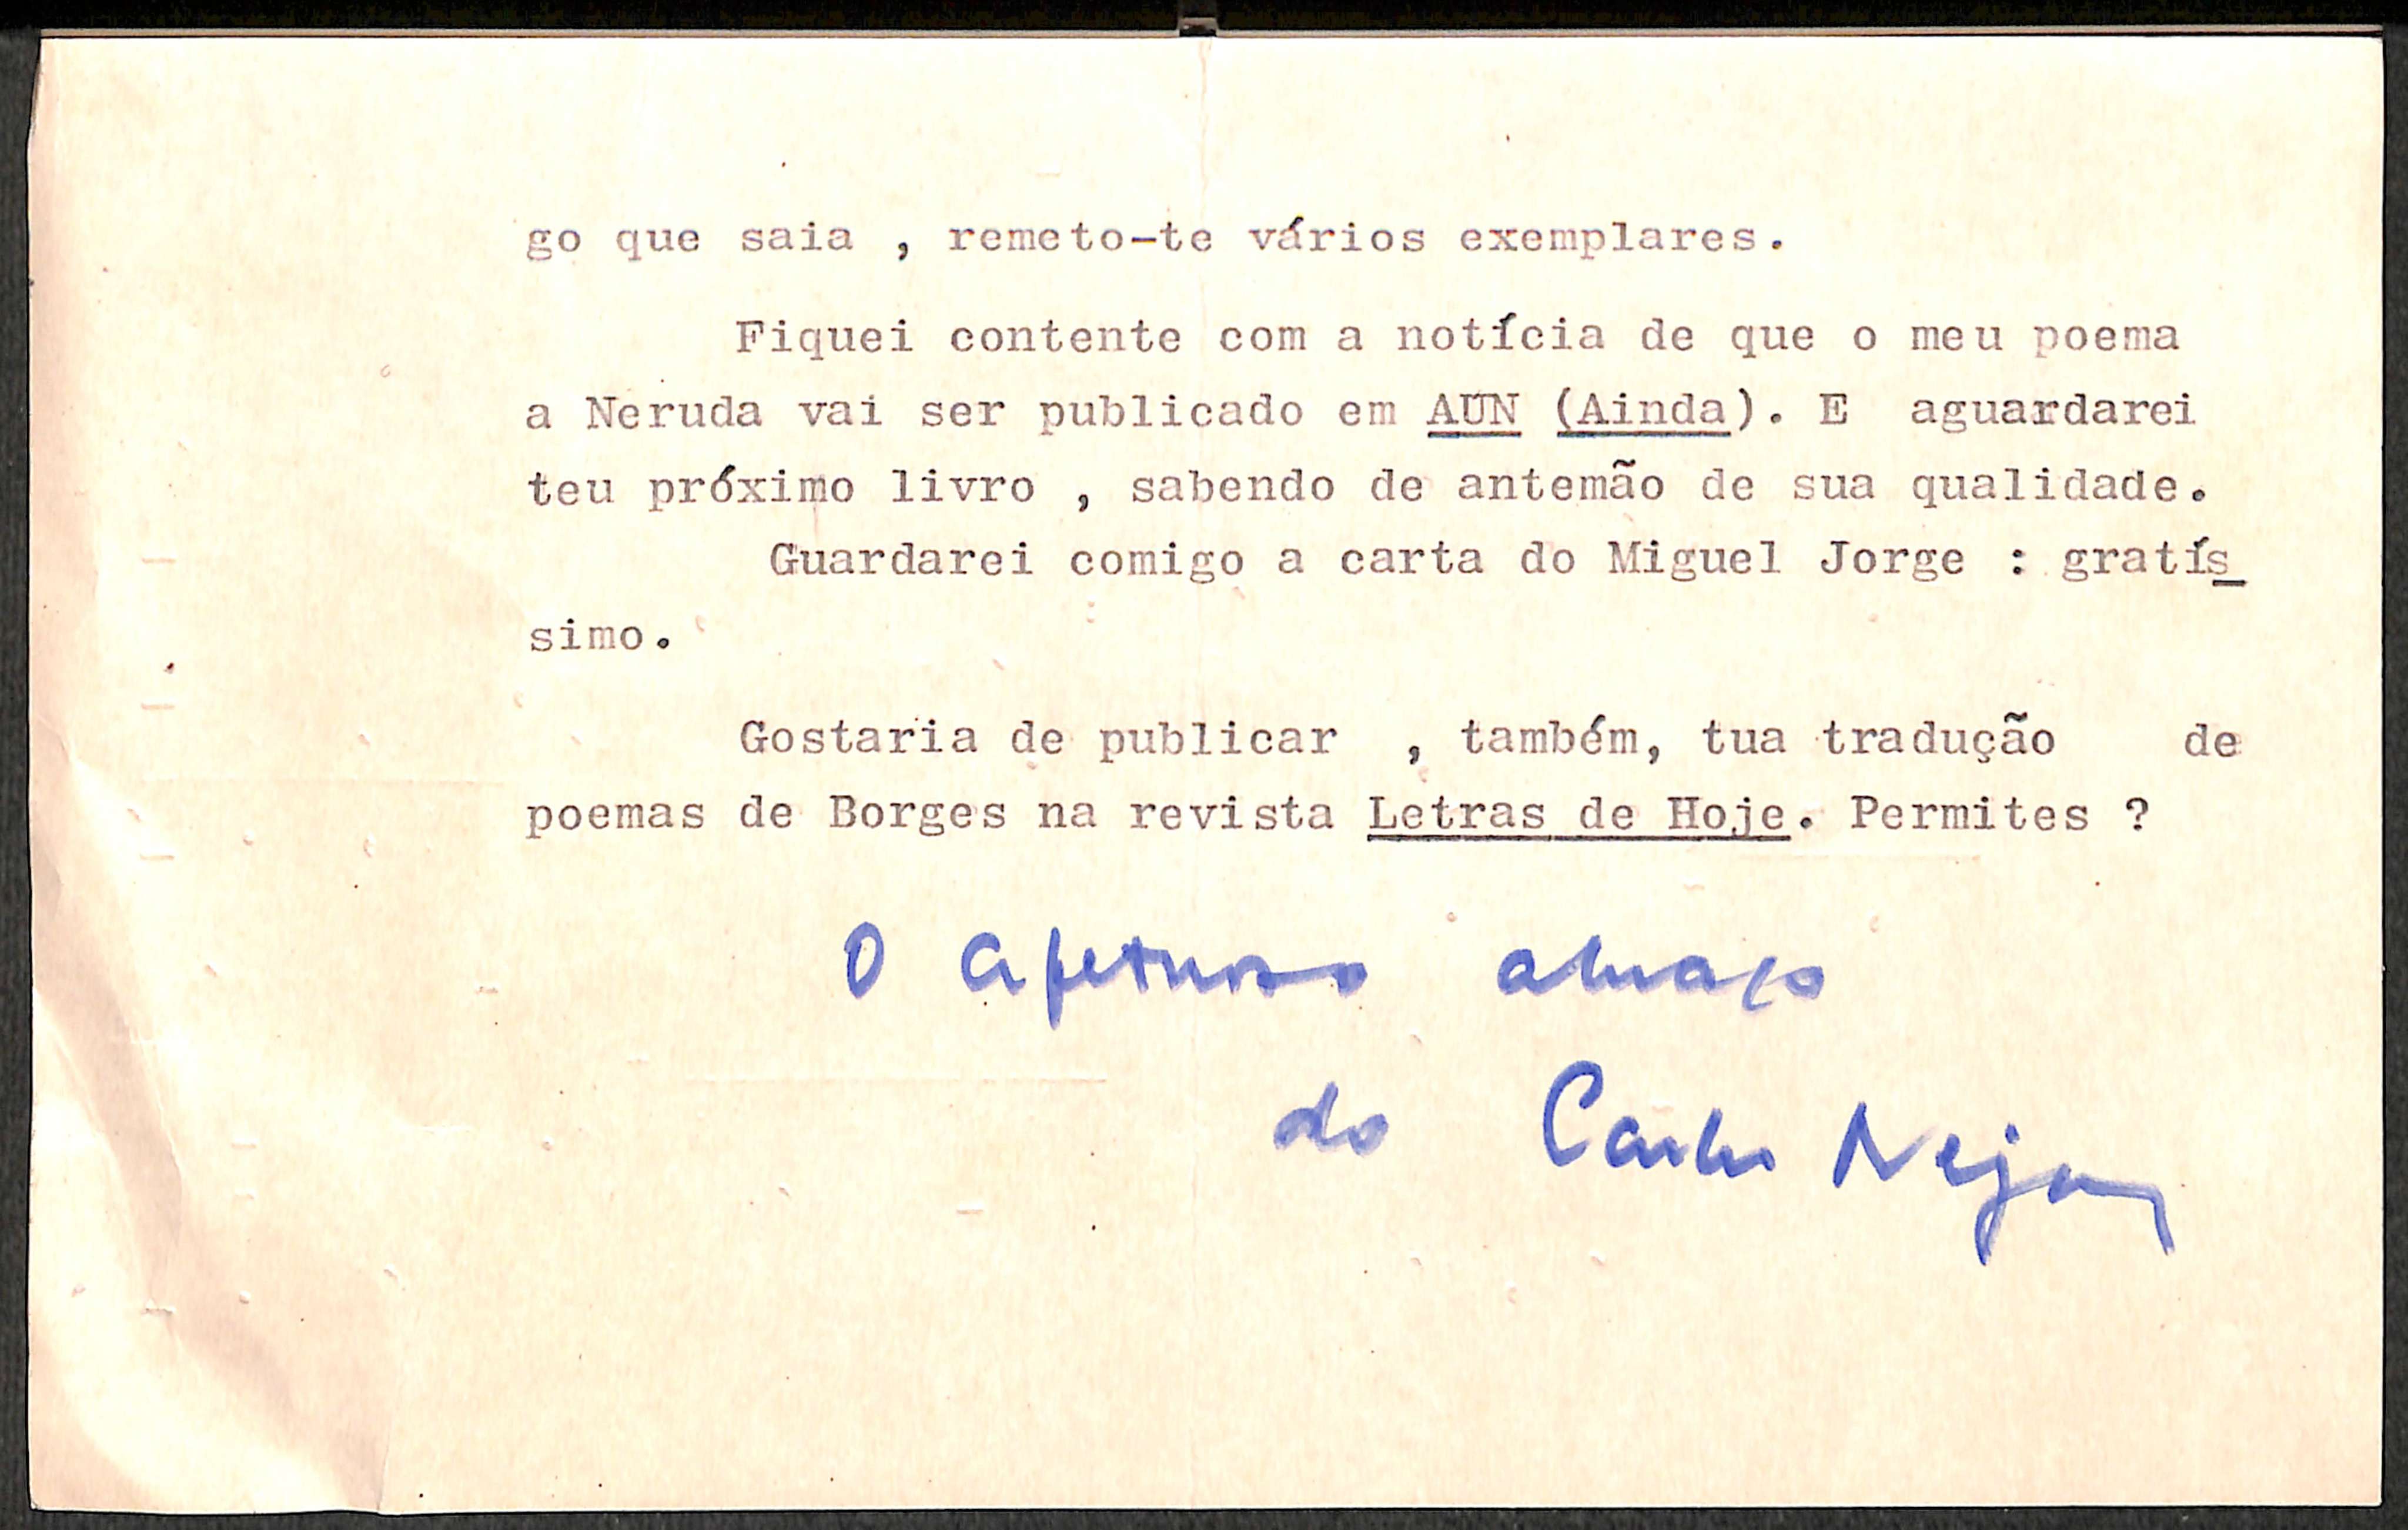 go que saia , remeto-te vários exemplares.
Fiquei contente com a notícia de que o meu poema
a Neruda vai ser publicado em AUN (Ainda). E aguardarei
teu próximo livro , sabendo de antemão de sua qualidade.
Guardarei comigo a carta do Miguel Jorge : gratís
simo.
Gostaria de publicar , também, tua tradução de
poemas de Borges na revista Letras de Hoje. Permites ?
O afetuoso abraço
do Carlos Nejar